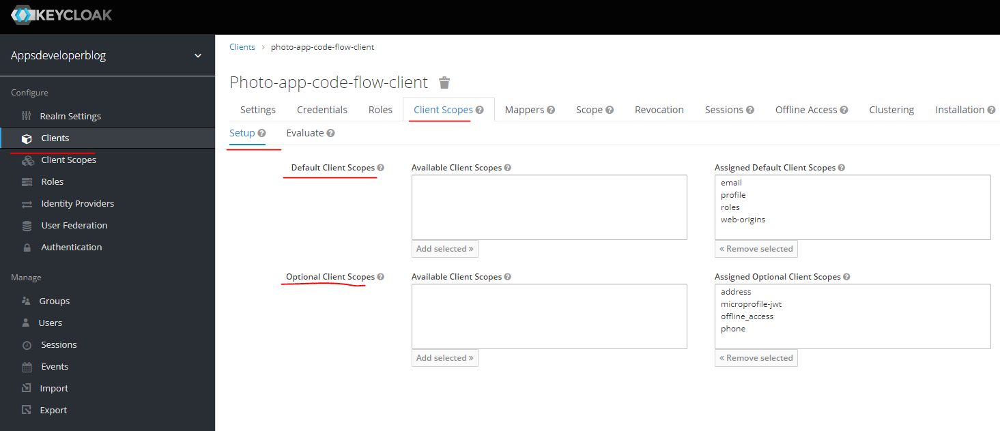 KEYCLOAK
Appsdeveloperblog
Configure
Realm Settings
Clients
Client Scopes
Roles
Identity Providers
User Federation
Authentication
Manage
Groups
Users
Sessions
Events
Import
Export
Clients > photo-app-code-flow-client
Photo-app-code-flow-client
Settings Credentials Roles Client Scopes ? Mappers ? Scope ? Revocation Sessions ? Offline Access ? Clustering Installation ?
Setup ? Evaluate ?
Default Client Scopes ? Available Client Scopes ? Assigned Default Client Scopes ?
email
profile
roles
web-origins
Add selected » « Remove selected
Optional Client Scopes ? Available Client Scopes ? Assigned Optional Client Scopes ?
address
microprofile-jwt
offline_access
phone
Add selected » « Remove selected